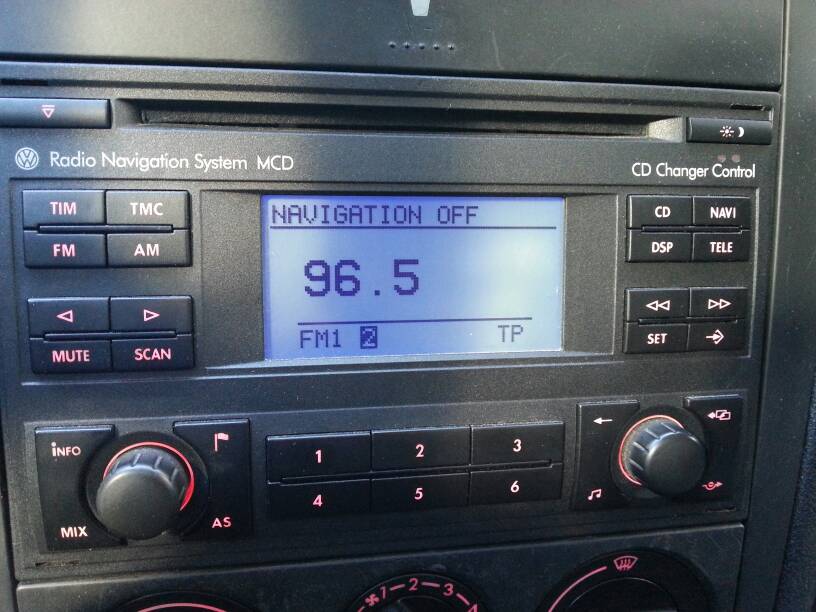 Radio Navigation System MCD
CD Changer Control
TIM TMC
FM AM
NAVIGATION OFF
96.5
FM1 2 TP
CD NAVI
DSP TELE
MUTE SCAN
SET
iNFO
MIX
AS
1 2 3
4 5 6
1 2 3